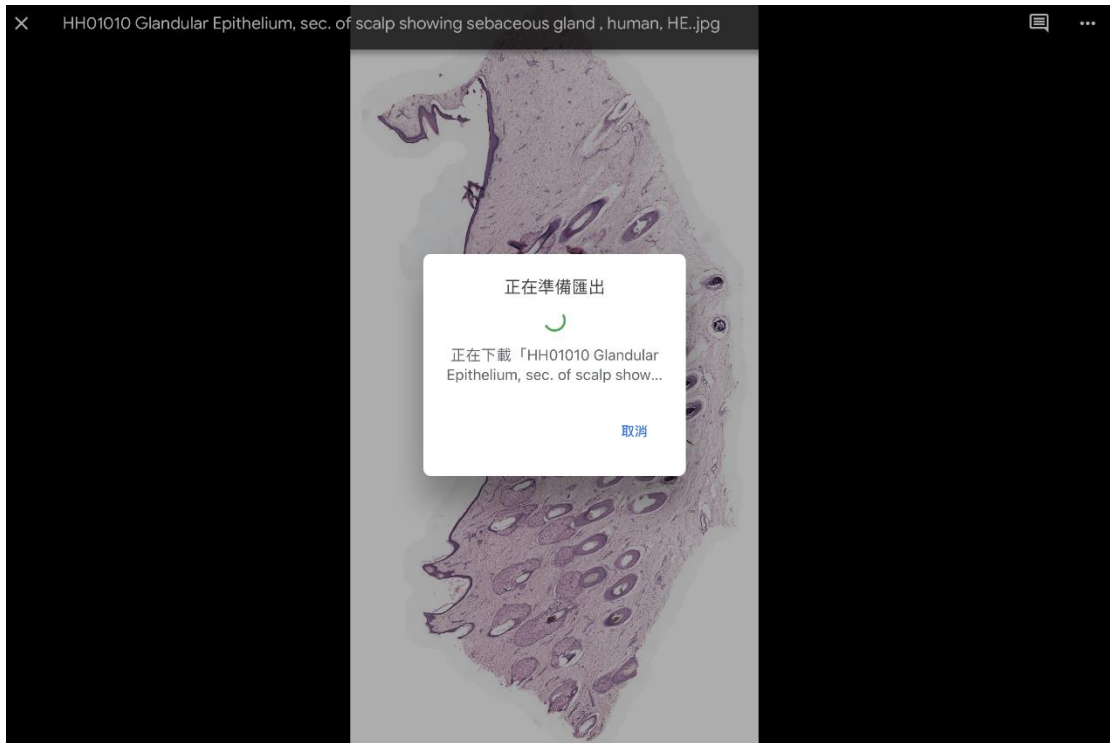 HH01010 Glandular Epithelium, sec. of scalp showing sebaceous gland , human, HE..jpg
正在準備匯出
正在下載「HH01010 Glandular
Epithelium, sec. of scalp show...
取消